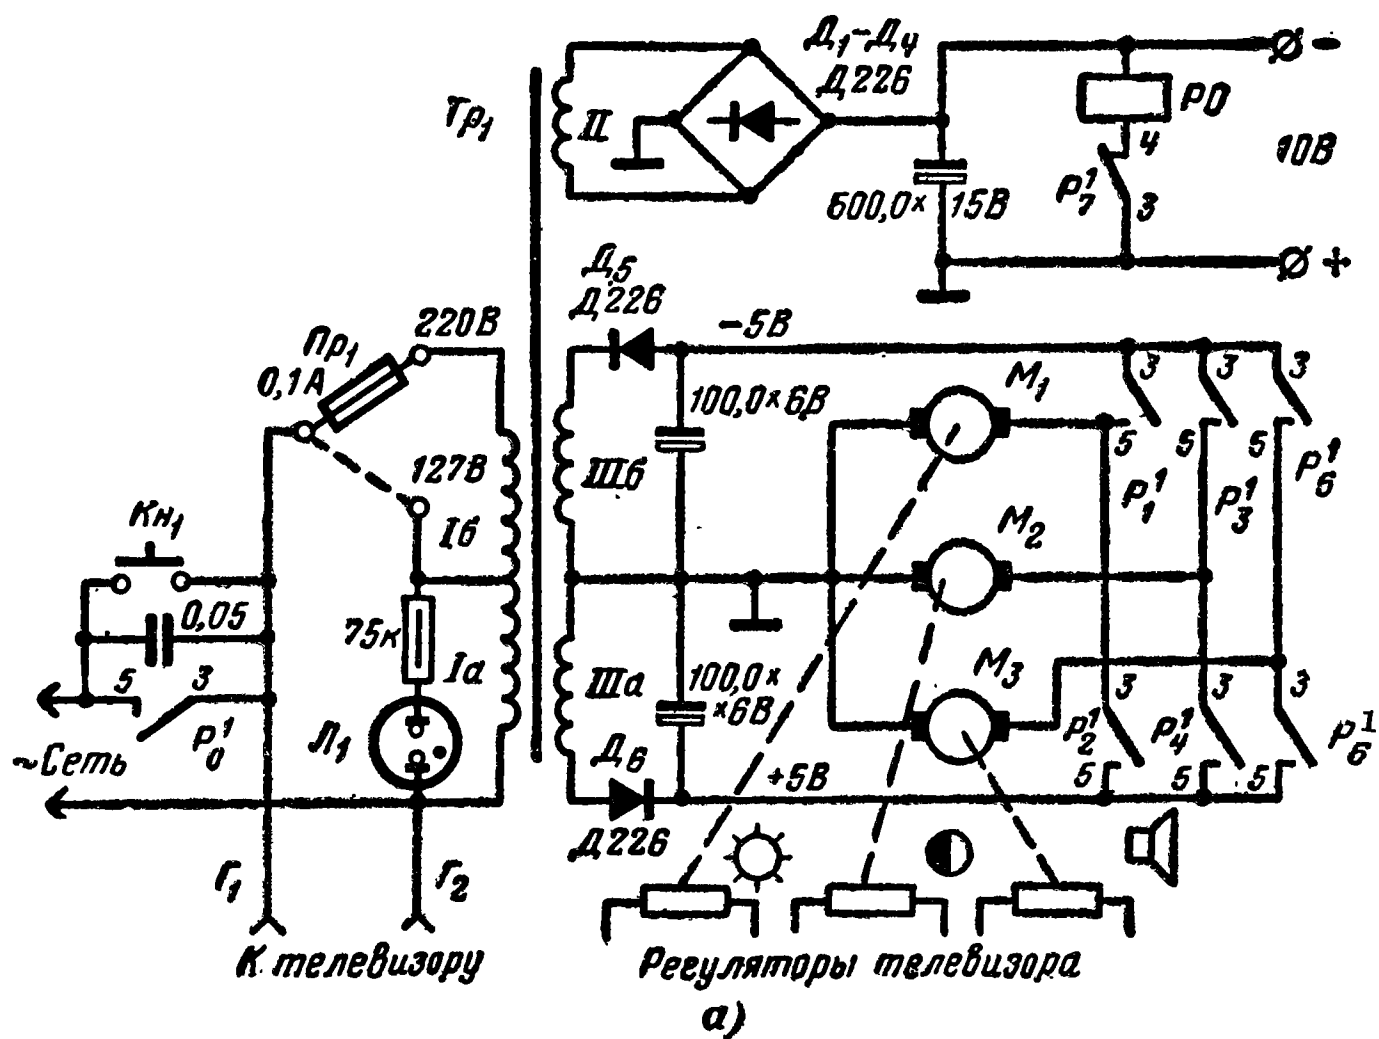 Д₁-Д₄
Д226
Тр₁
II
РО
4
10В
Р₇¹
3
600,0×
15В
-
+
Д₅
Д226
220В
Пр₁
0,1А
-5В
М₁
3
3
3
100,0×6В
5
5
5
Р₁¹
Р₃¹
Р₆¹
127В
IIIб
Кн₁
Iб
М₂
0,05
75к
Iа
IIIа
100,0×
×6В
М₃
5
3
Р₀¹
Л₁
3
3
3
Р₂¹
Р₄¹
Р₆¹
5
5
5
~Сеть
Д₆
+5В
Д226
Г₁
Г₂
К телевизору
Регуляторы телевизора
а)